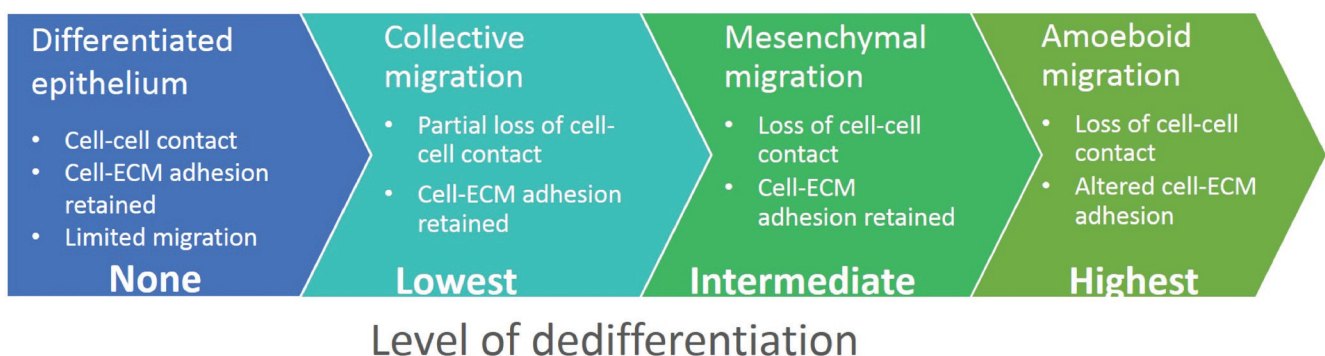 Differentiated
epithelium
• Cell-cell contact
• Cell-ECM adhesion
retained
• Limited migration
None
Collective
migration
• Partial loss of cell-
cell contact
• Cell-ECM adhesion
retained
Lowest
Mesenchymal
migration
• Loss of cell-cell
contact
• Cell-ECM
adhesion retained
Intermediate
Amoeboid
migration
• Loss of cell-cell
contact
• Altered cell-ECM
adhesion
Highest
Level of dedifferentiation